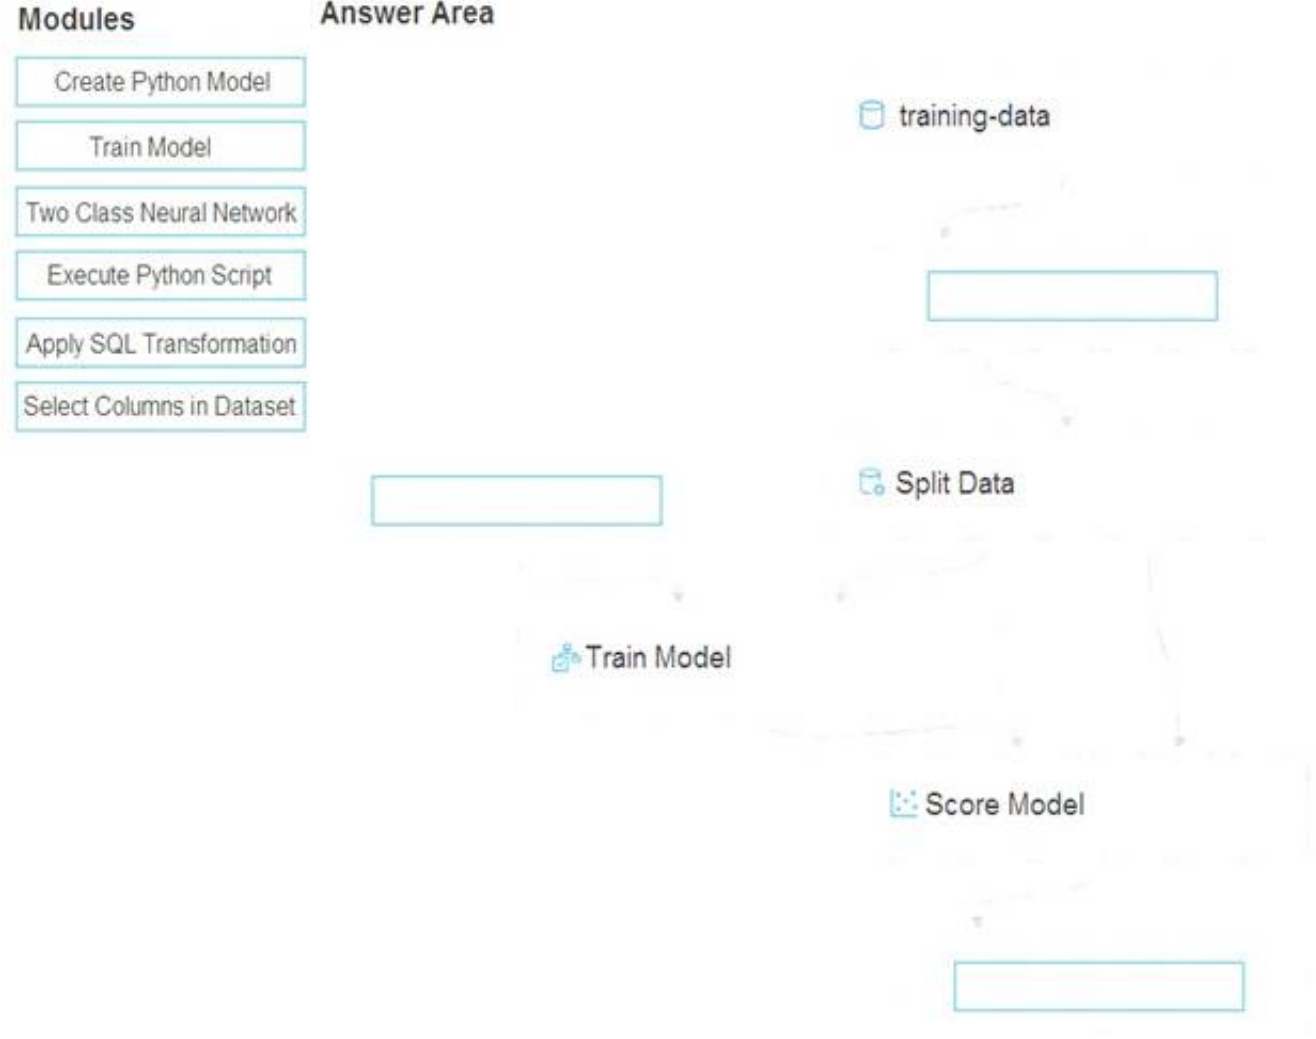 Modules
Answer Area
Create Python Model
Train Model
Two Class Neural Network
Execute Python Script
Apply SQL Transformation
Select Columns in Dataset
training-data
Split Data
Train Model
Score Model